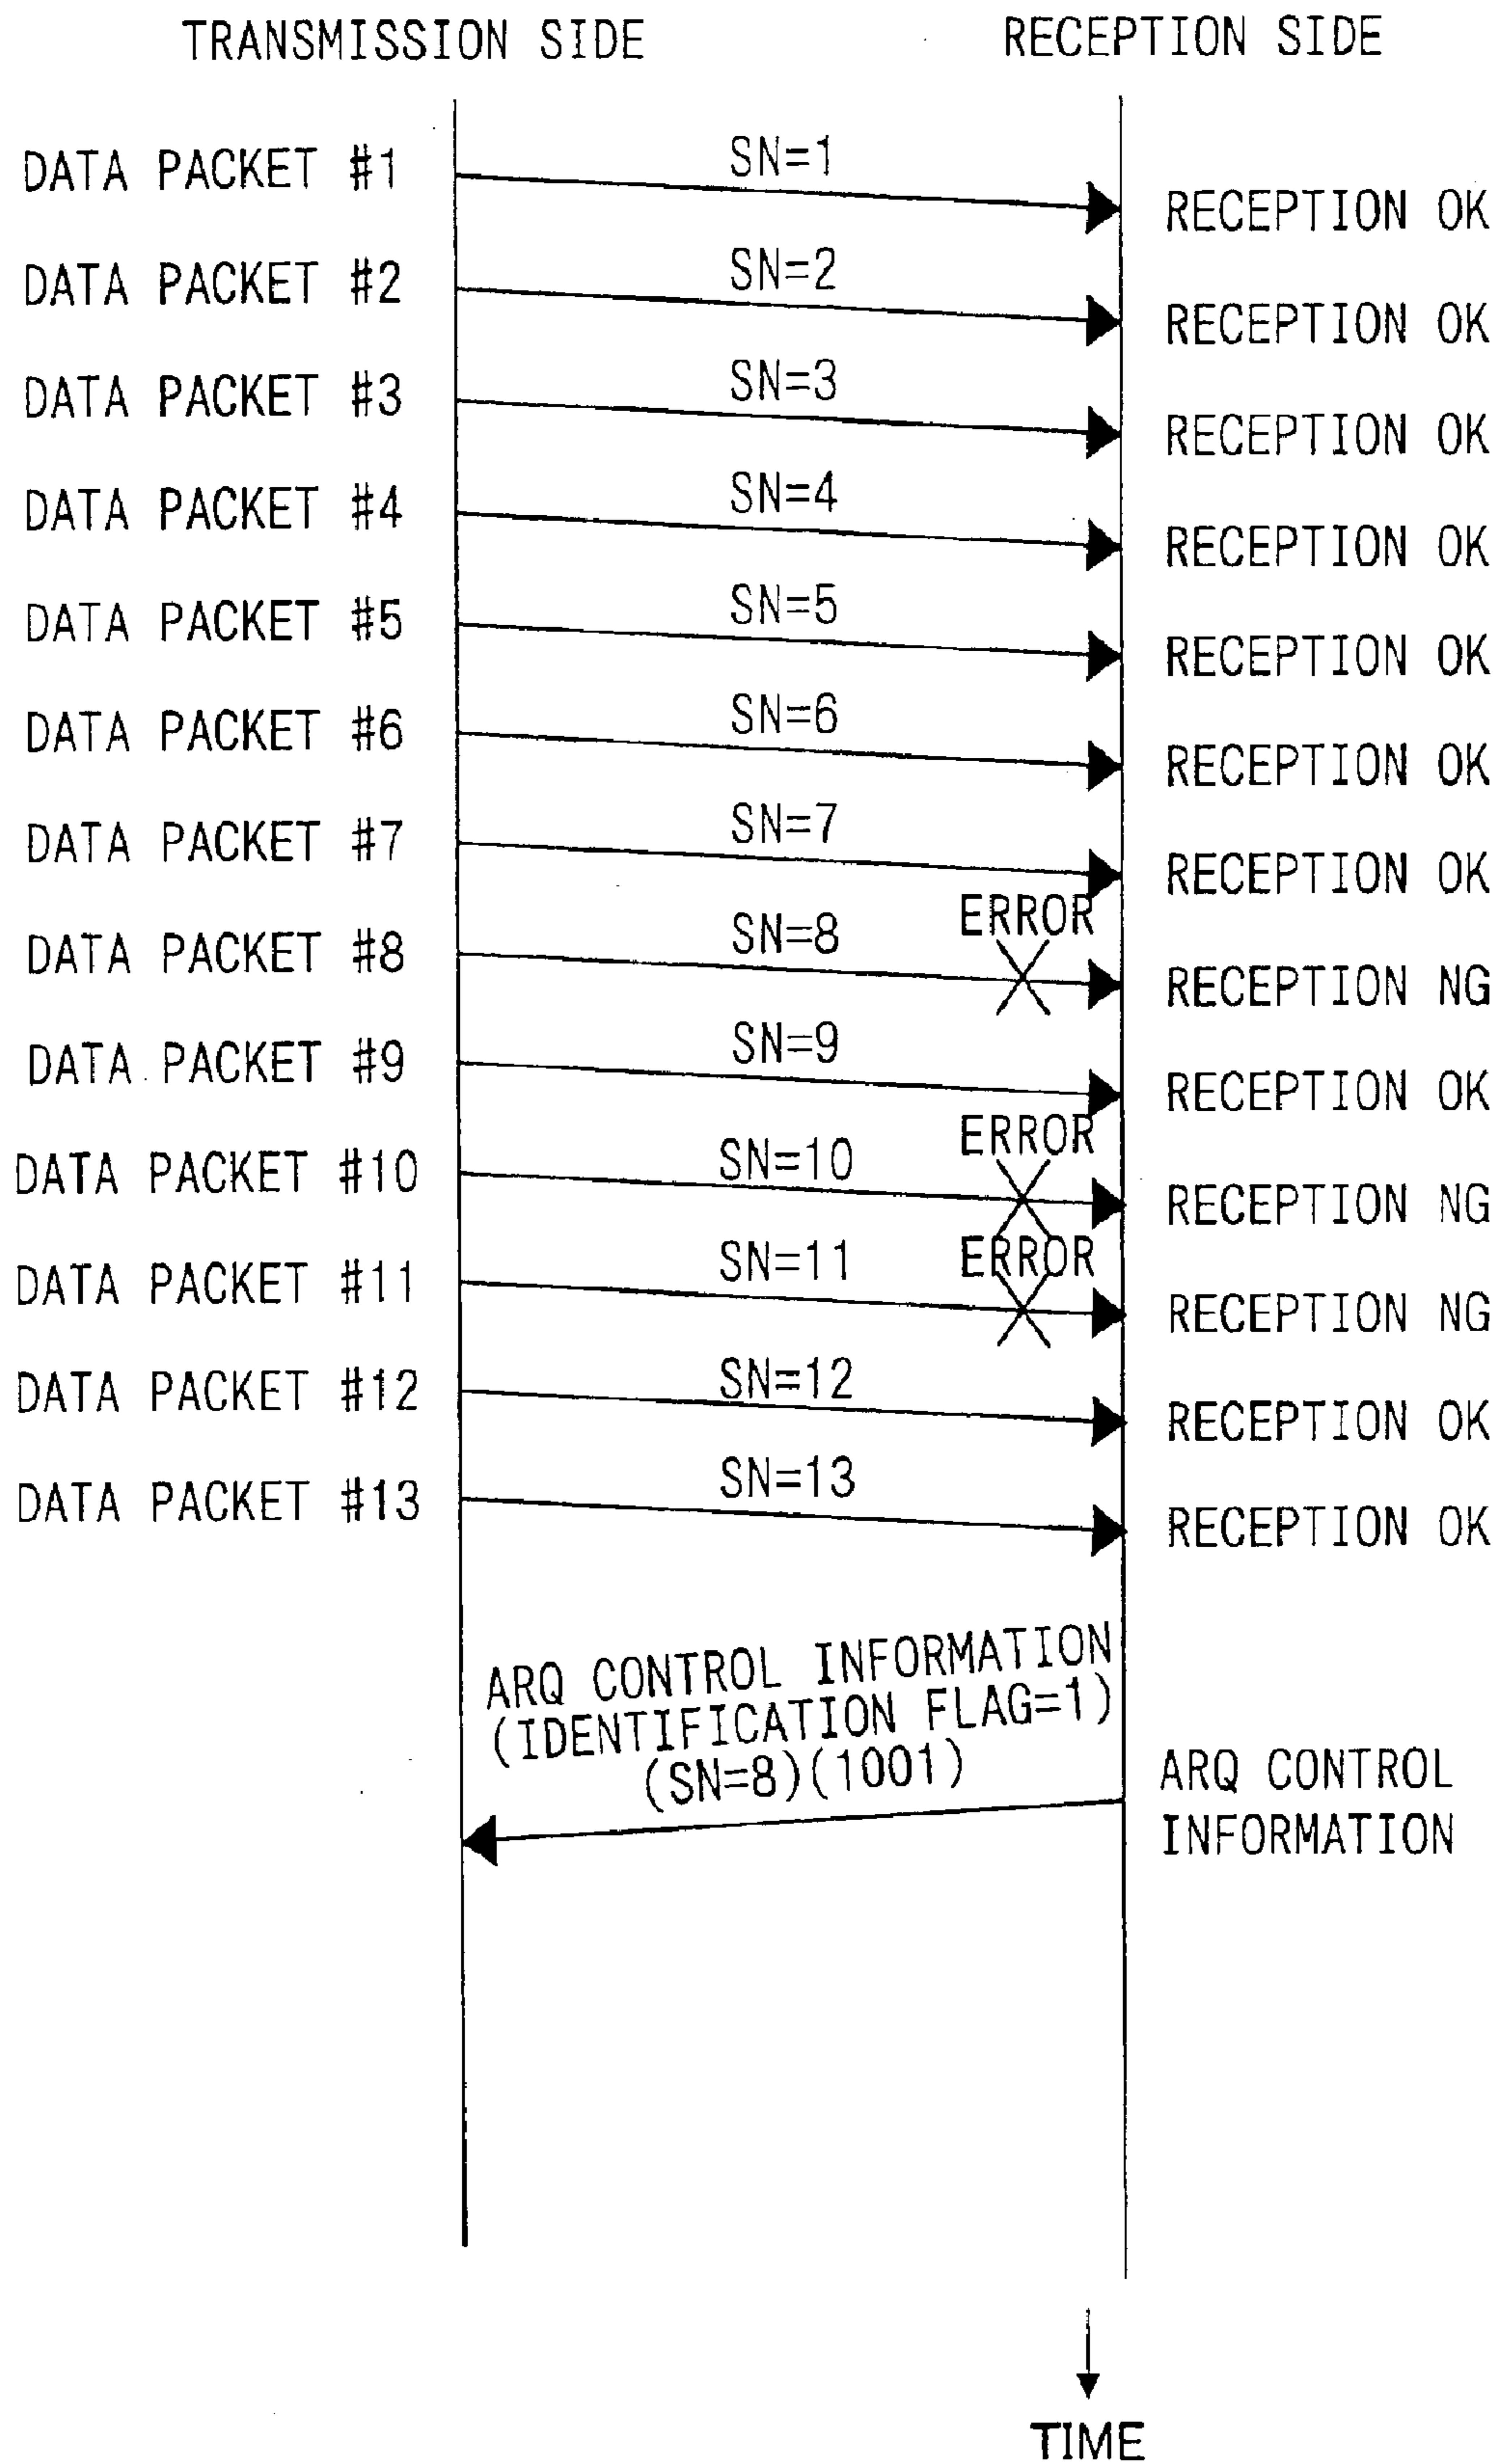 TRANSMISSION SIDE RECEPTION SIDE
DATA PACKET #1 SN=1 RECEPTION OK
DATA PACKET #2 SN=2 RECEPTION OK
DATA PACKET #3 SN=3 RECEPTION OK
DATA PACKET #4 SN=4 RECEPTION OK
DATA PACKET #5 SN=5 RECEPTION OK
DATA PACKET #6 SN=6 RECEPTION OK
DATA PACKET #7 SN=7 RECEPTION OK
ERROR
DATA PACKET #8 SN=8 RECEPTION NG
DATA PACKET #9 SN=9 RECEPTION OK
ERROR
DATA PACKET #10 SN=10 RECEPTION NG
ERROR
DATA PACKET #11 SN=11 RECEPTION NG
DATA PACKET #12 SN=12 RECEPTION OK
DATA PACKET #13 SN=13 RECEPTION OK
ARQ CONTROL INFORMATION
(IDENTIFICATION FLAG=1)
(SN=8)(1001)
ARQ CONTROL
INFORMATION
TIME